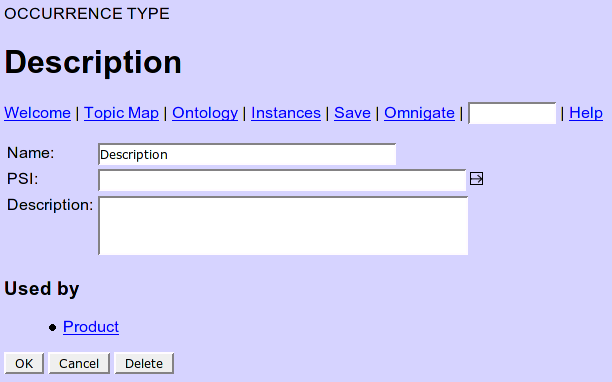 OCCURRENCE TYPE
Description
Welcome | Topic Map | Ontology | Instances | Save | Omnigate | | Help
Name: Description
PSI:
Description:
Used by
Product
OK Cancel Delete